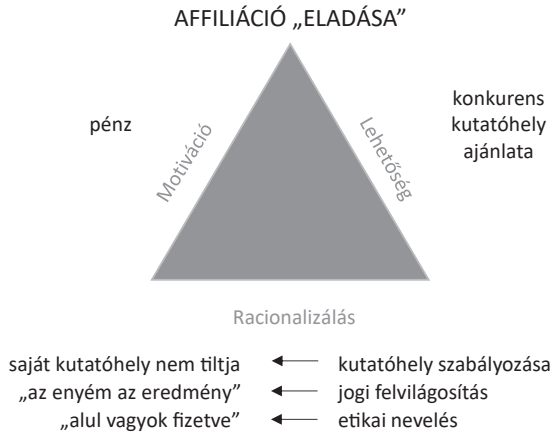 AFFILIÁCIÓ „ELADÁSA”
pénz
Motiváció
Lehetőség
konkurens
kutatóhely
ajánlata
Racionalizálás
saját kutatóhely nem tiltja ← kutatóhely szabályozása
„az enyém az eredmény” ← jogi felvilágosítás
„alul vagyok fizetve” ← etikai nevelés